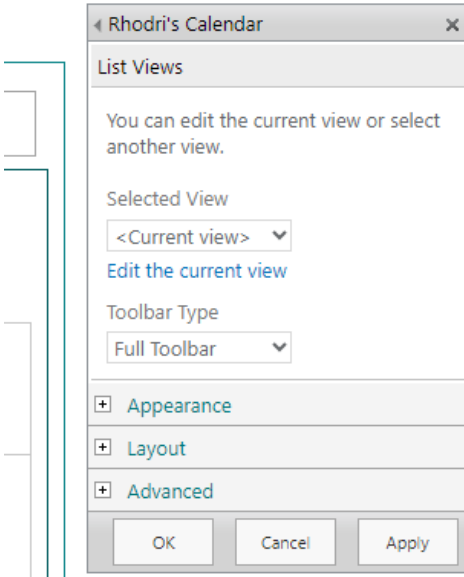 Rhodri's Calendar
List Views
You can edit the current view or select
another view.
Selected View
<Current view>
Edit the current view
Toolbar Type
Full Toolbar
Appearance
Layout
Advanced
OK Cancel Apply